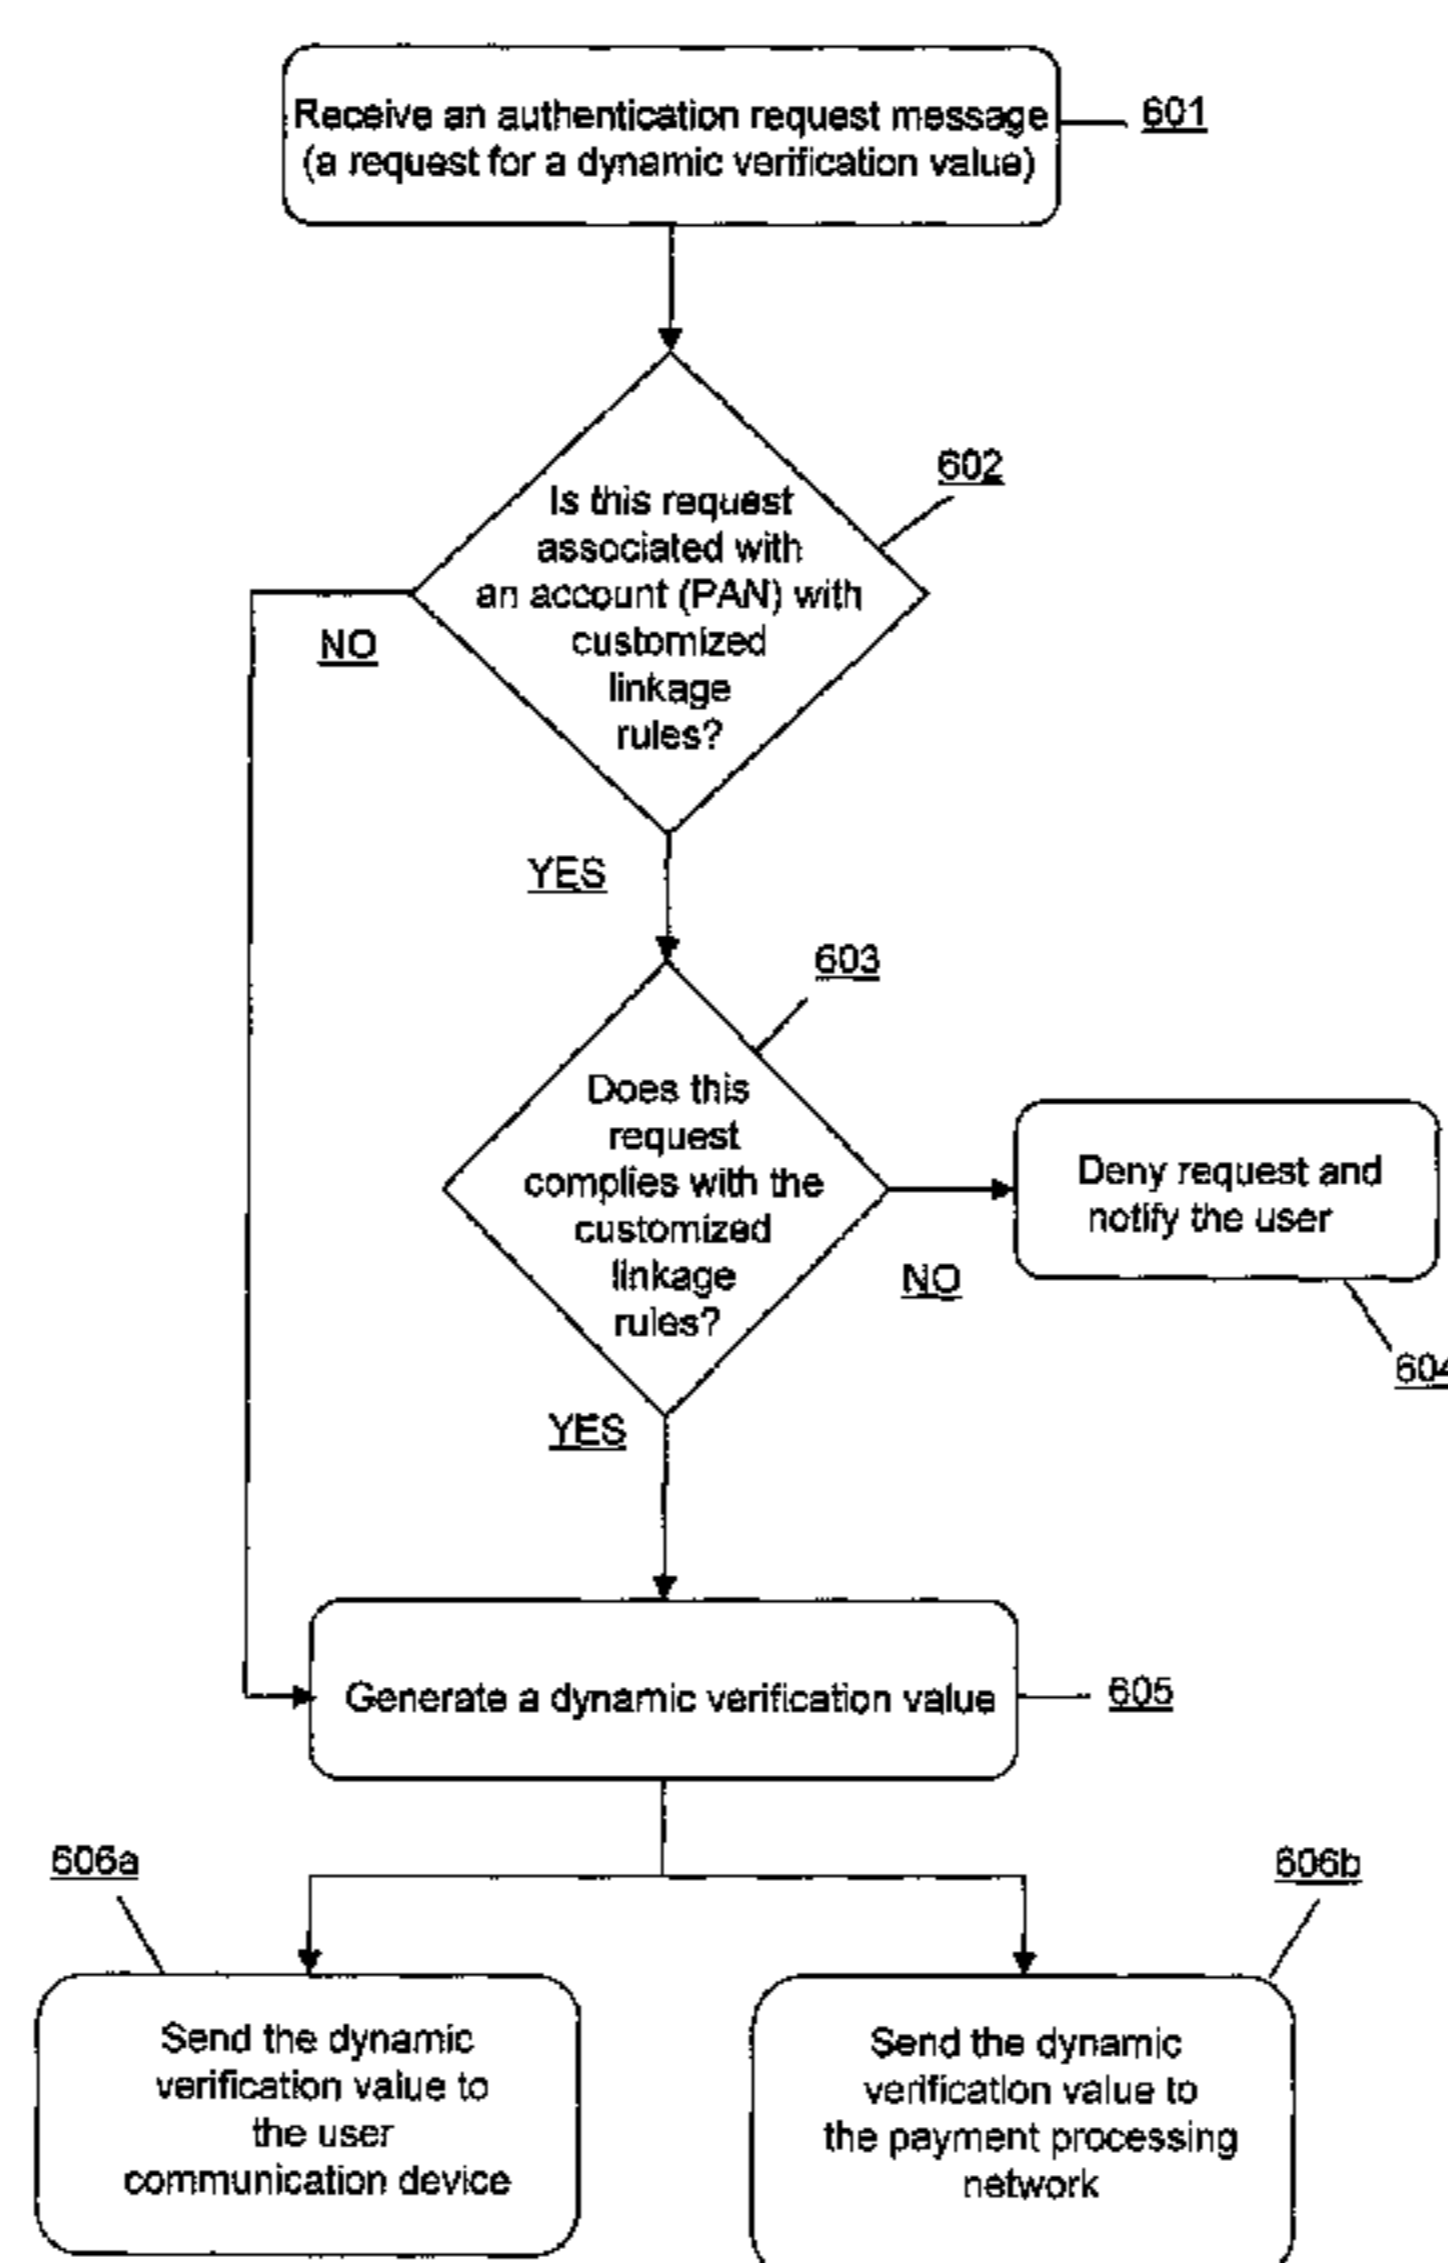 Receive an authentication request message
(a request for a dynamic verification value)
601
602
Is this request
associated with
an account (PAN) with
customized
linkage
rules?
NO
YES
603
Does this
request
complies with the
customized
linkage
rules?
Deny request and
notify the user
NO
604
YES
Generate a dynamic verification value
605
606a
606b
Send the dynamic
verification value to
the user
communication device
Send the dynamic
verification value to
the payment processing
network